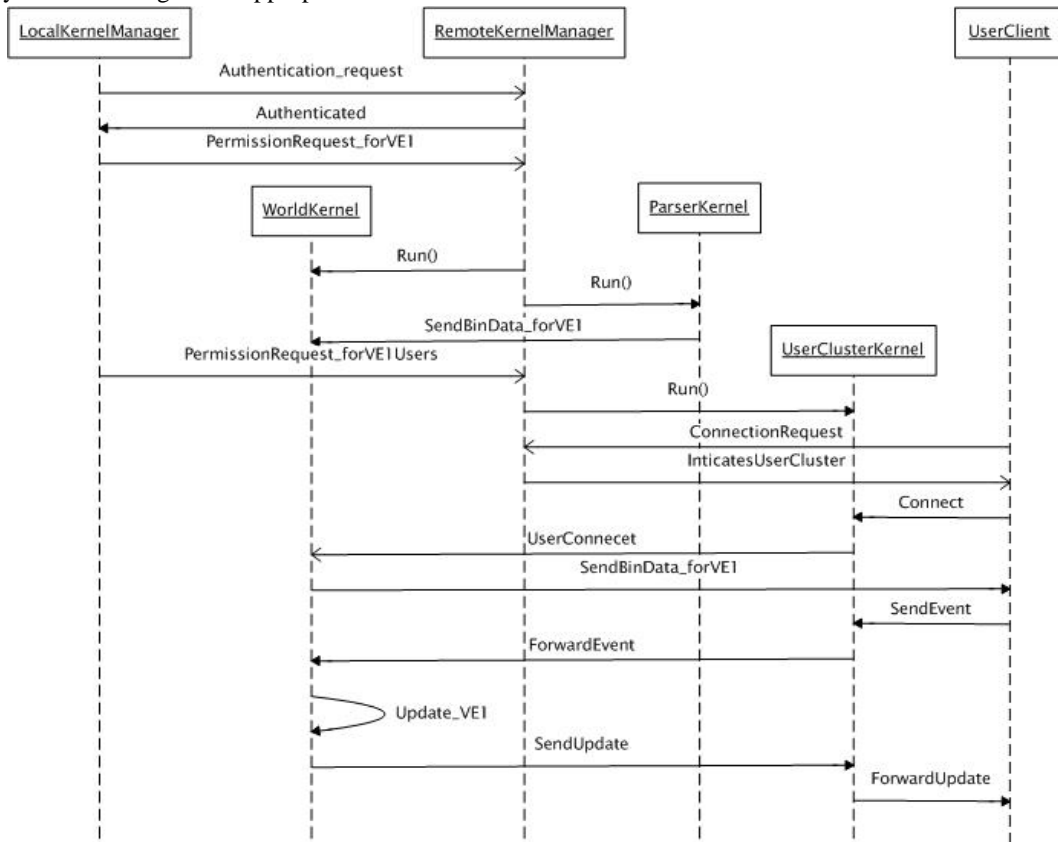 LocalKernelManager
RemoteKernelManager
UserClient
Authentication_request
Authenticated
PermissionRequest_forVE1
WorldKernel
ParserKernel
Run()
Run()
SendBinData_forVE1
PermissionRequest_forVE1Users
UserClusterKernel
Run()
ConnectionRequest
InticatesUserCluster
Connect
UserConnecet
SendBinData_forVE1
SendEvent
ForwardEvent
Update_VE1
SendUpdate
ForwardUpdate